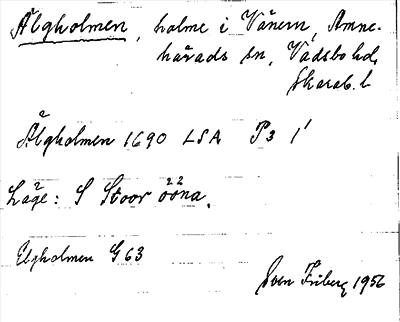 Älgholmen, holme i Vänern, Amne-
härads sn, Vadsbo hd,
Skarab. l
Älgholmen 1690 LSA P3 1'
Läge: S Stoor ööna.
Elgholmen G63
Sven Friberg 1956